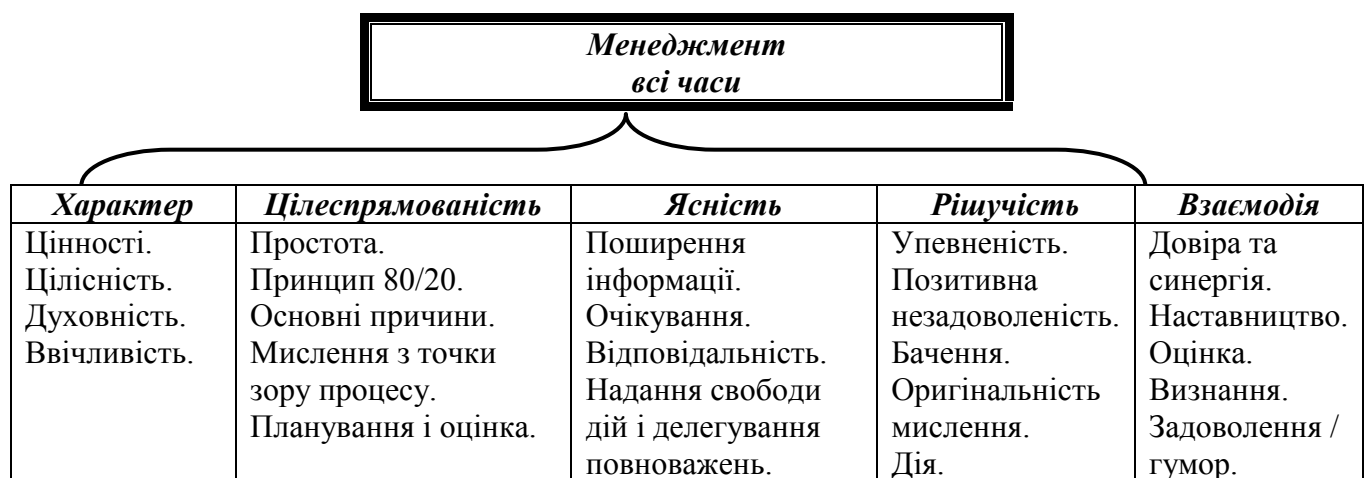 Менеджмент
всі часи
Характер
Цілеспрямованість
Ясність
Рішучість
Взаємодія
Цінності.
Цілісність.
Духовність.
Ввічливість.
Простота.
Принцип 80/20.
Основні причини.
Мислення з точки
зору процесу.
Планування і оцінка.
Поширення
інформації.
Очікування.
Відповідальність.
Надання свободи
дій і делегування
повноважень.
Упевненість.
Позитивна
незадоволеність.
Бачення.
Оригінальність
мислення.
Дія.
Довіра та
синергія.
Наставництво.
Оцінка.
Визнання.
Задоволення /
гумор.